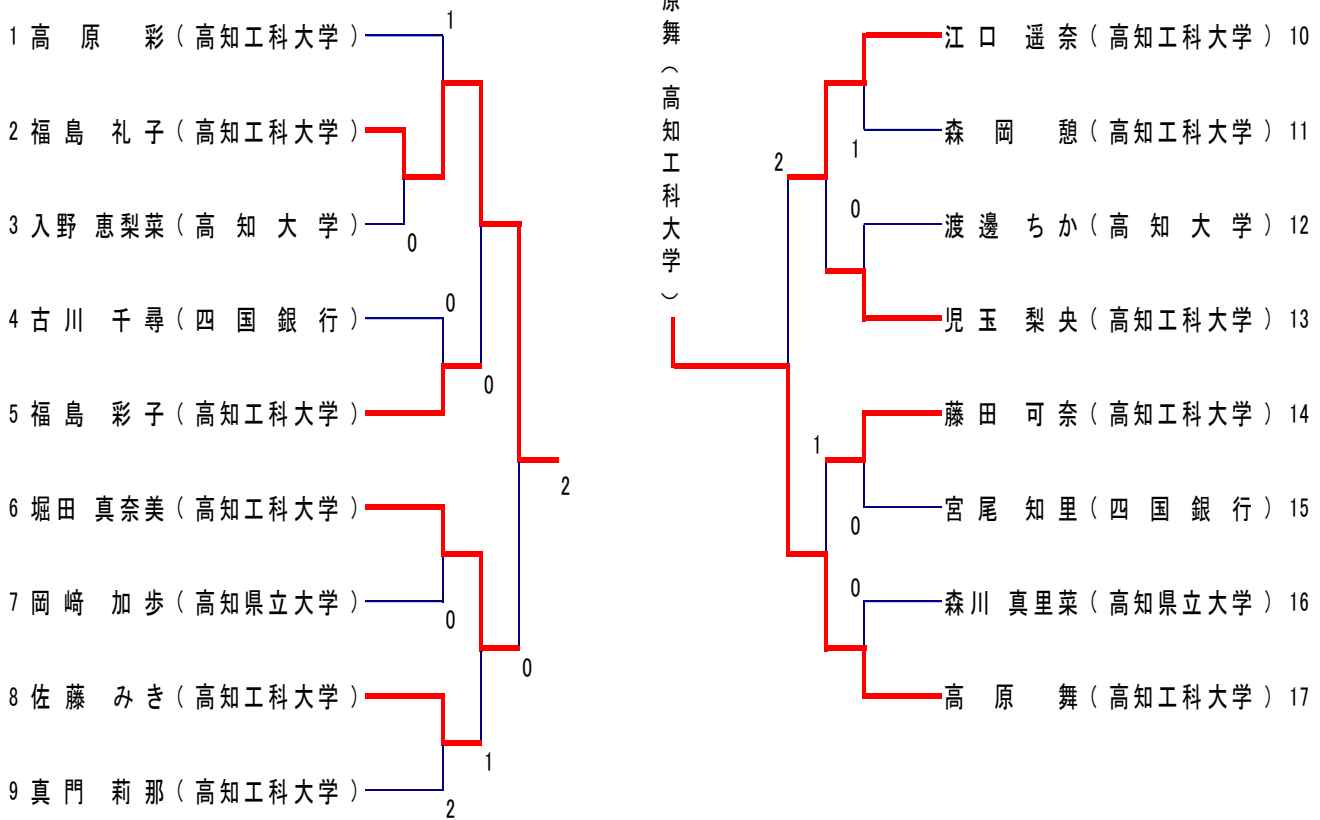 1 高原 彩 (高知工科大学)
2 福島 礼子 (高知工科大学)
3 入野 恵梨菜 (高知大学)
4 古川 千尋 (四国銀行)
5 福島 彩子 (高知工科大学)
6 堀田 真奈美 (高知工科大学)
7 岡﨑 加歩 (高知県立大学)
8 佐藤 みき (高知工科大学)
9 真門 莉那 (高知工科大学)
1
0
0
0
2
0
0
1
2
原舞(高知工科大学)
2
1
0
1
0
0
江口 遥奈 (高知工科大学) 10
森岡 憩 (高知工科大学) 11
渡邊 ちか (高知大学) 12
児玉 梨央 (高知工科大学) 13
藤田 可奈 (高知工科大学) 14
宮尾 知里 (四国銀行) 15
森川 真里菜 (高知県立大学) 16
高原 舞 (高知工科大学) 17